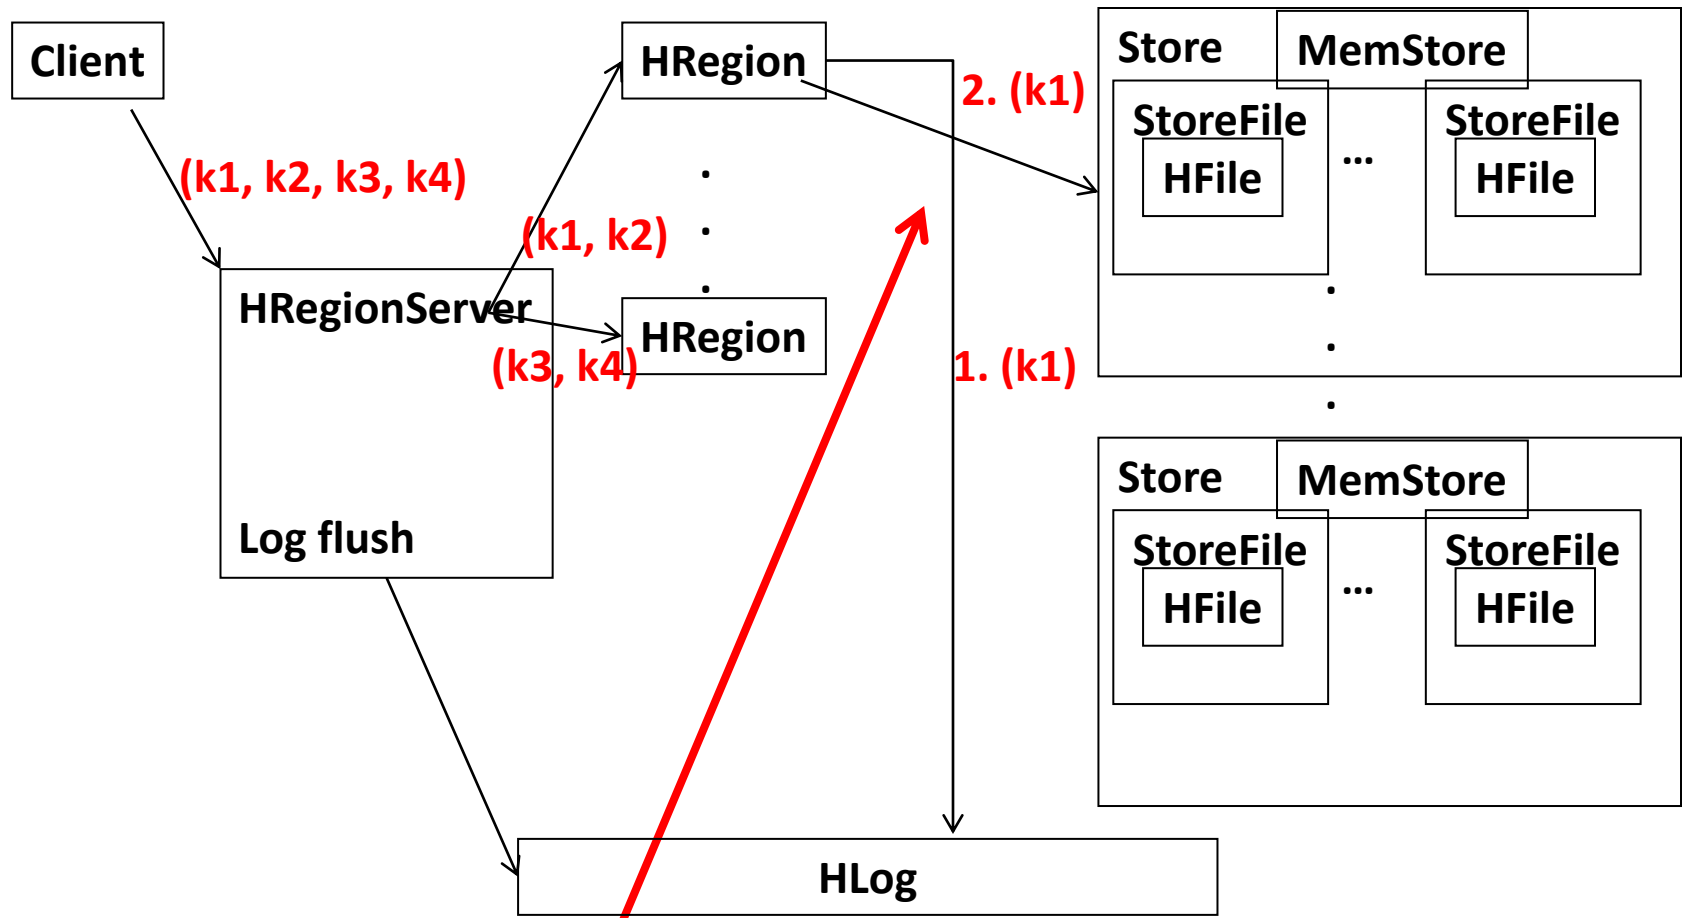 Client
(k1, k2, k3, k4)
HRegionServer
Log flush
HRegion
(k1, k2)
.
.
.
HRegion
(k3, k4)
2. (k1)
1. (k1)
Store
MemStore
StoreFile
HFile
...
StoreFile
HFile
.
.
.
Store
MemStore
StoreFile
HFile
...
StoreFile
HFile
HLog